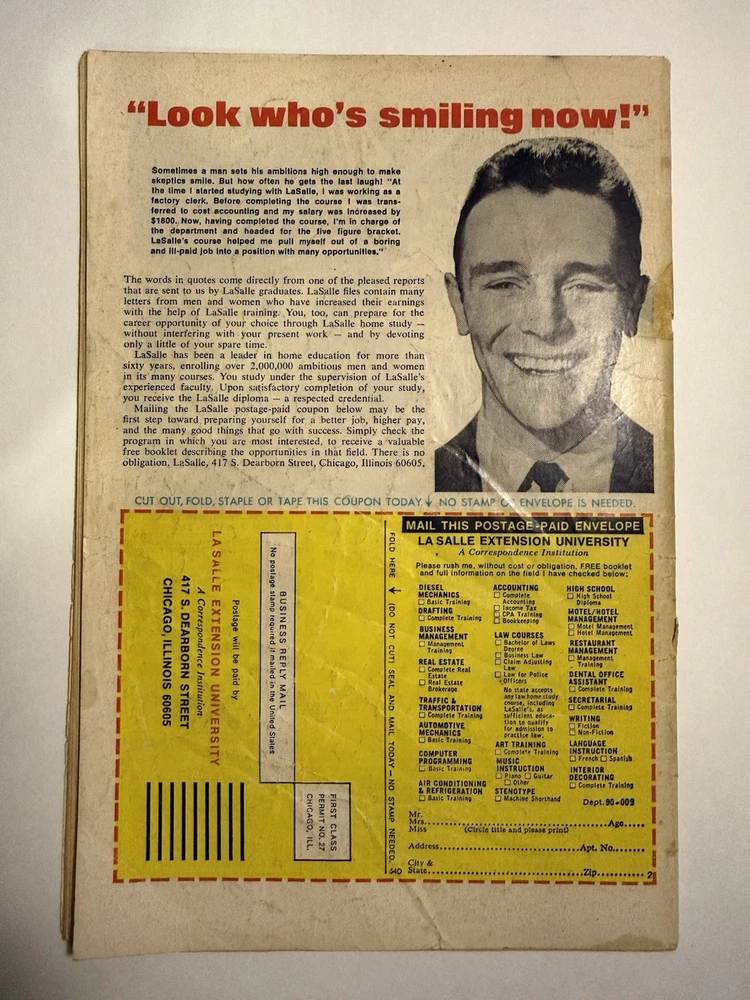 “Look who’s smiling now!”
Sometimes a man sets his ambitions high enough to make
skeptics smile. But how often he gets the last laugh! "At
the time I started studying with LaSalle, I was working as a
factory clerk. Before completing the course I was trans-
ferred to cost accounting and my salary was increased by
$1800. Now, having completed the course, I'm in charge of
the department and headed for the five figure bracket.
LaSalle's course helped me pull myself out of a boring
and ill-paid job into a position with many opportunities."
The words in quotes come directly from one of the pleased reports
that are sent to us by LaSalle graduates. LaSalle files contain many
letters from men and women who have increased their earnings
with the help of LaSalle training. You, too, can prepare for the
career opportunity of your choice through LaSalle home study —
without interfering with your present work — and by devoting
only a little of your spare time.
LaSalle has been a leader in home education for more than
sixty years, enrolling over 2,000,000 ambitious men and women
in its many courses. You study under the supervision of LaSalle's
experienced faculty. Upon satisfactory completion of your study,
you receive the LaSalle diploma — a respected credential.
Mailing the LaSalle postage-paid coupon below may be the
first step toward preparing yourself for a better job, higher pay,
and the many good things that go with success. Simply check the
program in which you are most interested, to receive a valuable
free booklet describing the opportunities in that field. There is no
obligation. LaSalle, 417 S. Dearborn Street, Chicago, Illinois 60605.
CUT OUT, FOLD, STAPLE OR TAPE THIS COUPON TODAY NO STAMP OR ENVELOPE IS NEEDED.
FIRST CLASS
PERMIT NO. 27
CHICAGO, ILL.
BUSINESS REPLY MAIL
No postage stamp required if mailed in the United States
Postage will be paid by
LASALLE EXTENSION UNIVERSITY
A Correspondence Institution
417 S. DEARBORN STREET
CHICAGO, ILLINOIS 60605
FOLD HERE (DO NOT CUT) SEAL AND MAIL TODAY — NO STAMP NEEDED.
540
MAIL THIS POSTAGE-PAID ENVELOPE
LA SALLE EXTENSION UNIVERSITY
A Correspondence Institution
Please rush me, without cost or obligation, FREE booklet
and full information on the field I have checked below:
DIESEL
MECHANICS
Basic Training
DRAFTING
Complete Training
BUSINESS
MANAGEMENT
Management
Training
REAL ESTATE
Complete Real
Estate
Real Estate
Brokerage
TRAFFIC &
TRANSPORTATION
Complete Training
AUTOMOTIVE
MECHANICS
Basic Training
COMPUTER
PROGRAMMING
Basic Training
AIR CONDITIONING
& REFRIGERATION
Basic Training
ACCOUNTING
Complete
Accounting
Income Tax
CPA Training
Bookkeeping
LAW COURSES
Bachelor of Laws
Degree
Business Law
Claim Adjusting
Law
Law for Police
Officers
No state accepts
any law home study
course, including
LaSalle's, as
sufficient educa-
tion to qualify
for admission to
practice law.
ART TRAINING
Complete Training
MUSIC
INSTRUCTION
Piano Guitar
Other
STENOTYPE
Machine Shorthand
HIGH SCHOOL
High School
Diploma
MOTEL/HOTEL
MANAGEMENT
Motel Management
Hotel Management
RESTAURANT
MANAGEMENT
Management
Training
DENTAL OFFICE
ASSISTANT
Complete Training
SECRETARIAL
Complete Training
WRITING
Fiction
Non-Fiction
LANGUAGE
INSTRUCTION
French Spanish
INTERIOR
DECORATING
Complete Training
Dept. 90-009
Mr.
Mrs. Age
Miss (Circle title and please print)
Address Apt. No.
City &
State Zip 2